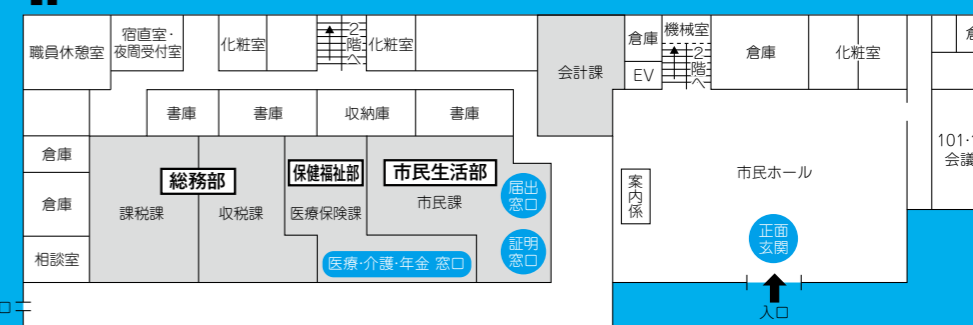 職員休憩室
宿直室・
夜間受付室
化粧室
2階へ
化粧室
会計課
倉庫
EV
機械室
2階へ
倉庫
化粧室
書庫
書庫
収納庫
書庫
倉庫
倉庫
相談室
総務部
課税課
収税課
保健福祉部
医療保険課
医療・介護・年金 窓口
市民生活部
市民課
届出
窓口
証明
窓口
案内係
市民ホール
正面
玄関
入口
会議